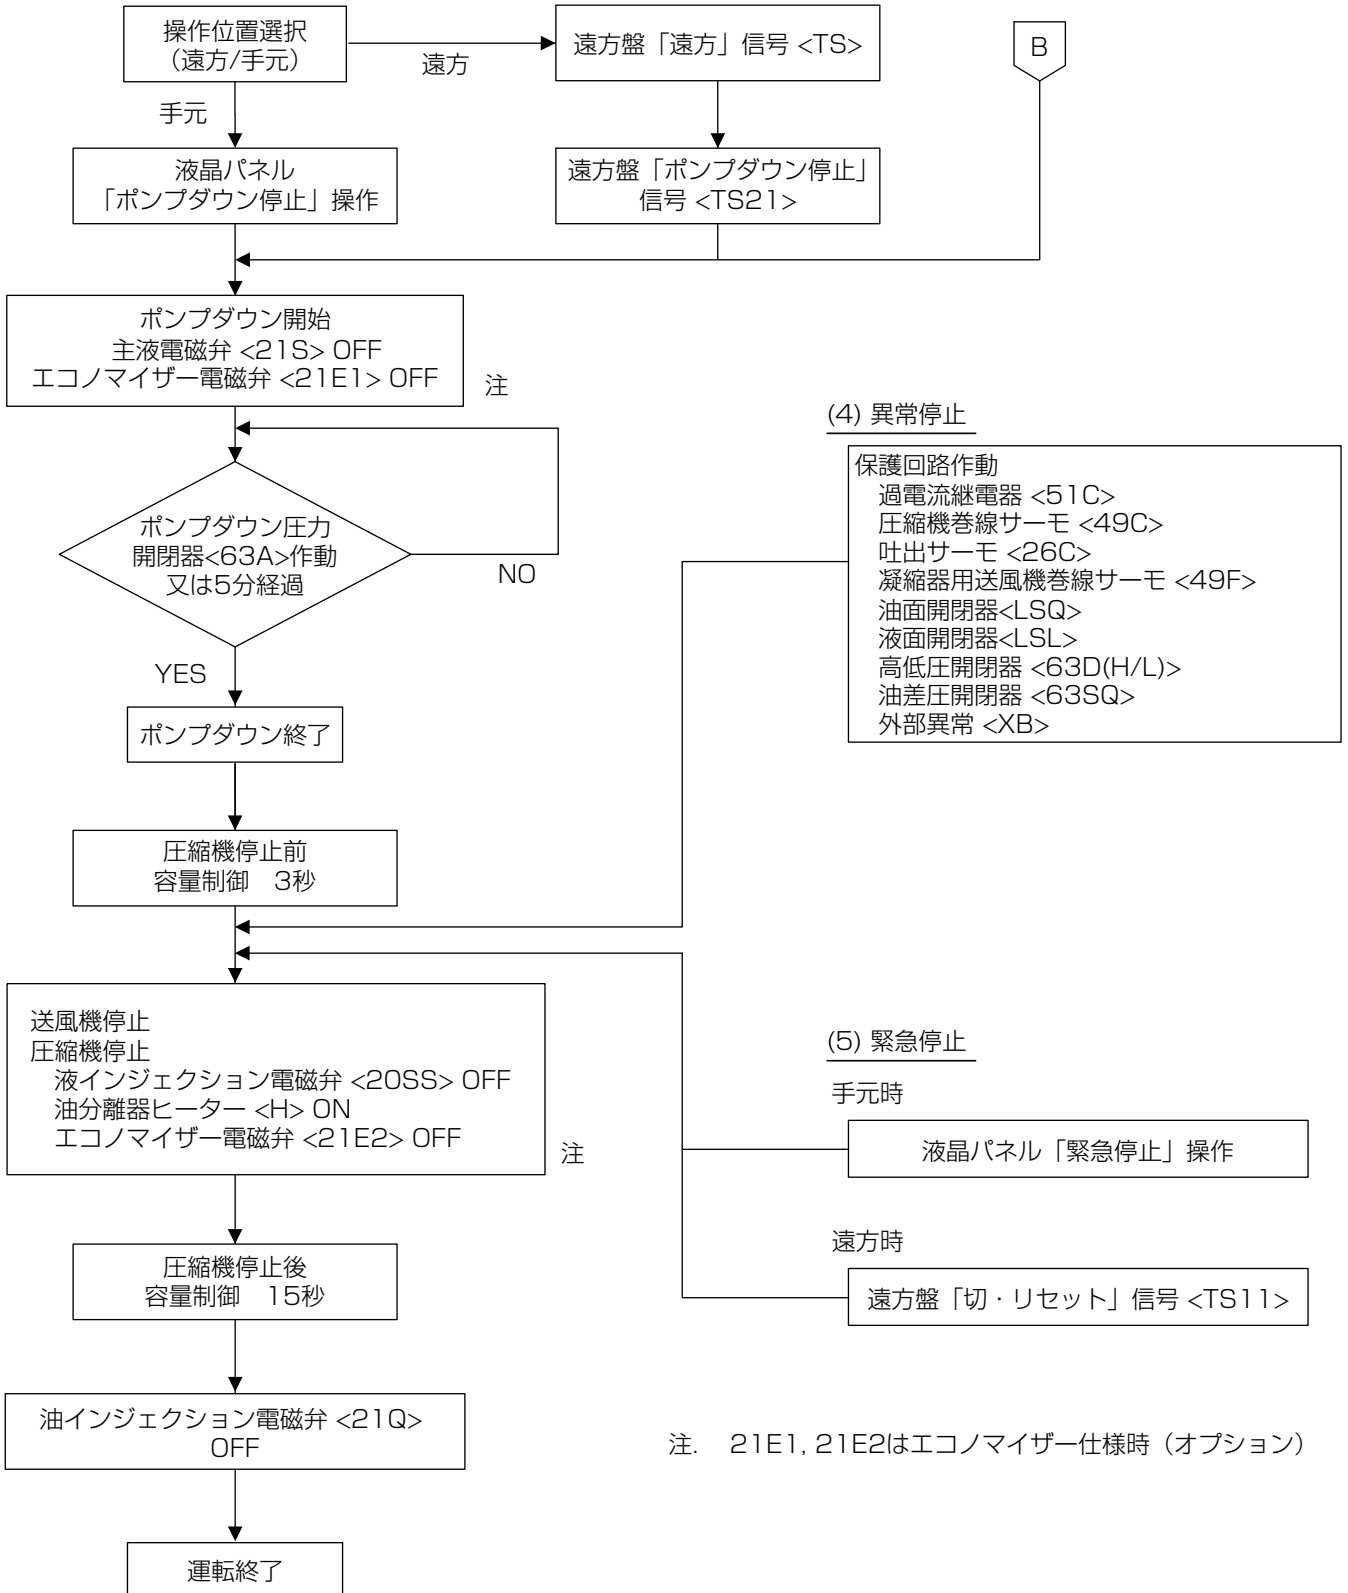 操作位置選択
（遠方/手元）
遠方
遠方盤「遠方」信号 <TS>
B
手元
液晶パネル
「ポンプダウン停止」操作
遠方盤「ポンプダウン停止」
信号 <TS21>
ポンプダウン開始
主液電磁弁 <21S> OFF
エコノマイザー電磁弁 <21E1> OFF
注
ポンプダウン圧力
開閉器<63A>作動
又は5分経過
NO
YES
ポンプダウン終了
圧縮機停止前
容量制御　3秒
(4) 異常停止
保護回路作動
過電流継電器 <51C>
圧縮機巻線サーモ <49C>
吐出サーモ <26C>
凝縮器用送風機巻線サーモ <49F>
油面開閉器<LSQ>
液面開閉器<LSL>
高低圧開閉器 <63D(H/L)>
油差圧開閉器 <63SQ>
外部異常 <XB>
送風機停止
圧縮機停止
液インジェクション電磁弁 <20SS> OFF
油分離器ヒーター <H> ON
エコノマイザー電磁弁 <21E2> OFF
注
(5) 緊急停止
手元時
液晶パネル「緊急停止」操作
遠方時
遠方盤「切・リセット」信号 <TS11>
圧縮機停止後
容量制御　15秒
油インジェクション電磁弁 <21Q>
OFF
注.　21E1, 21E2はエコノマイザー仕様時（オプション）
運転終了